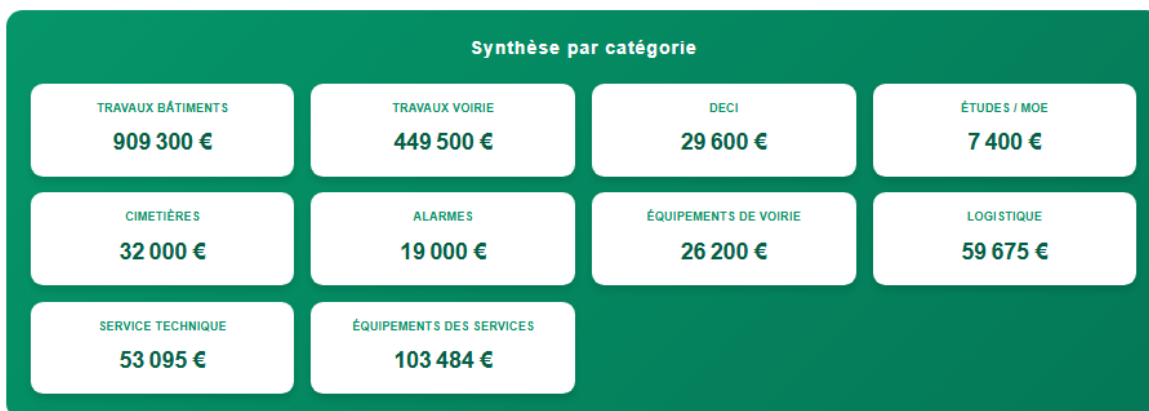 Synthèse par catégorie
TRAVAUX BÂTIMENTS
909 300 €
TRAVAUX VOIRIE
449 500 €
DECI
29 600 €
ÉTUDES / MOE
7 400 €
CIMETIÈRES
32 000 €
ALARMES
19 000 €
ÉQUIPEMENTS DE VOIRIE
26 200 €
LOGISTIQUE
59 675 €
SERVICE TECHNIQUE
53 095 €
ÉQUIPEMENTS DES SERVICES
103 484 €